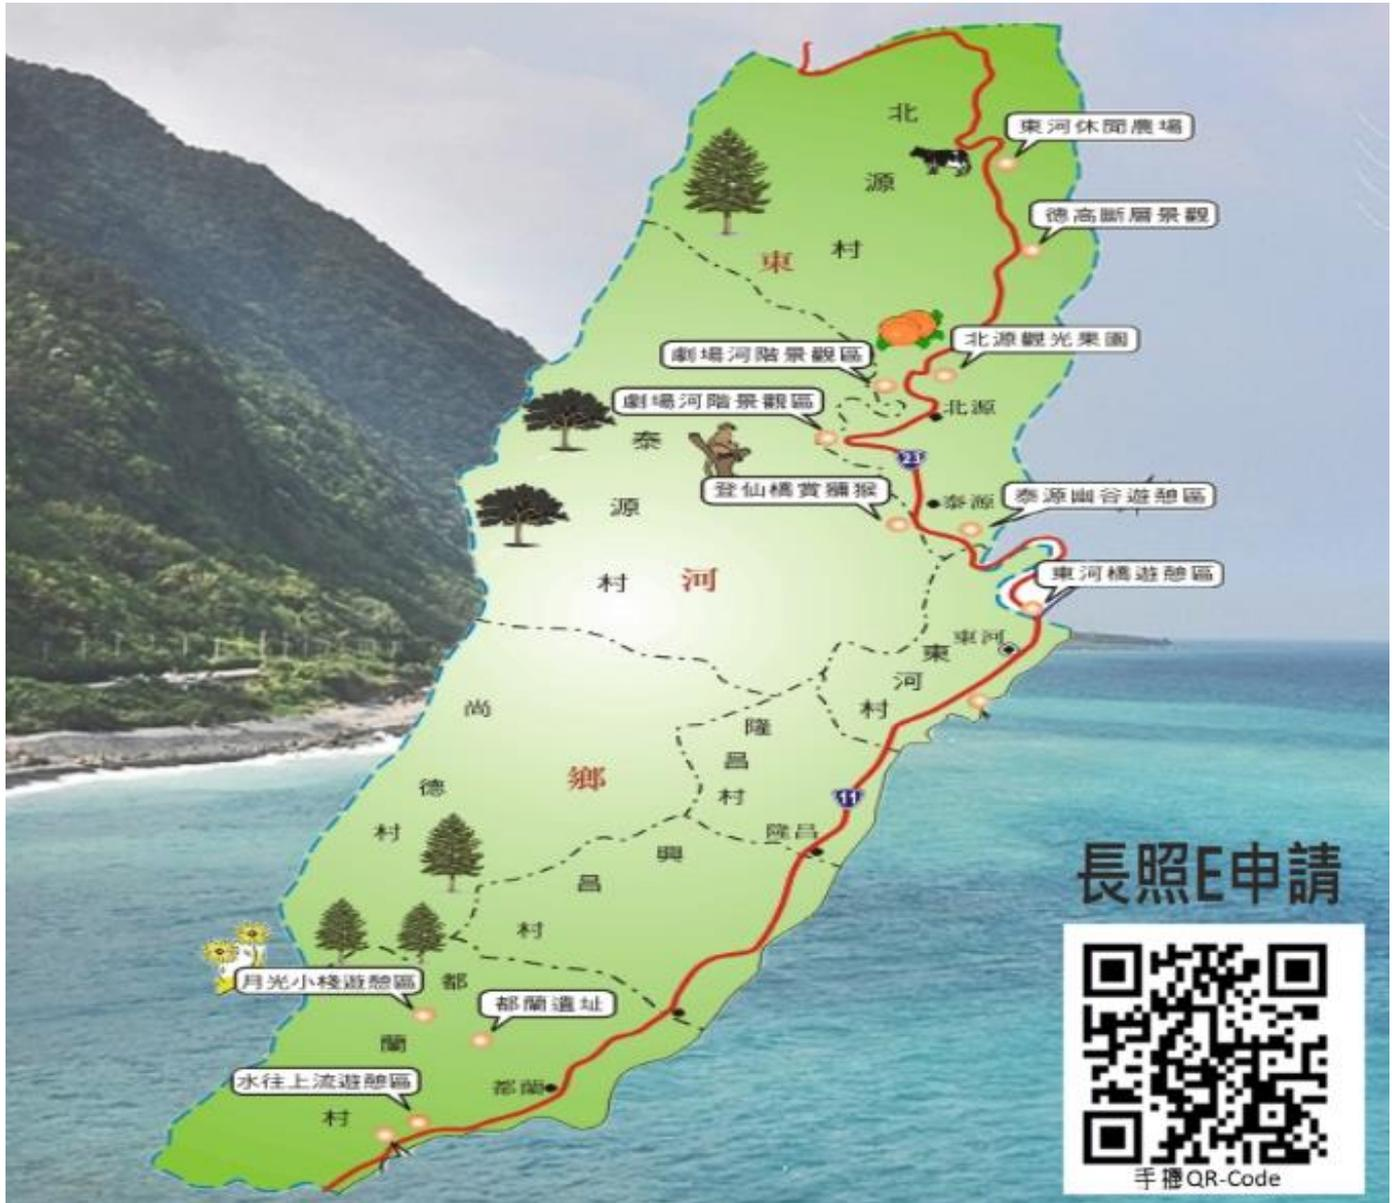 北源村
東河休閒農場
德高斷層景觀
東河鄉
北源觀光果園
劇場河階景觀區
劇場河階景觀區
北源
泰源村
23
登仙橋賞獼猴
泰源
泰源幽谷遊憩區
東河橋遊憩區
東河
東河村
尚德村
隆昌村
11
隆昌
興昌村
月光小棧遊憩區
都蘭村
都蘭遺址
水往上流遊憩區
都蘭
長照E申請
手機QR-Code